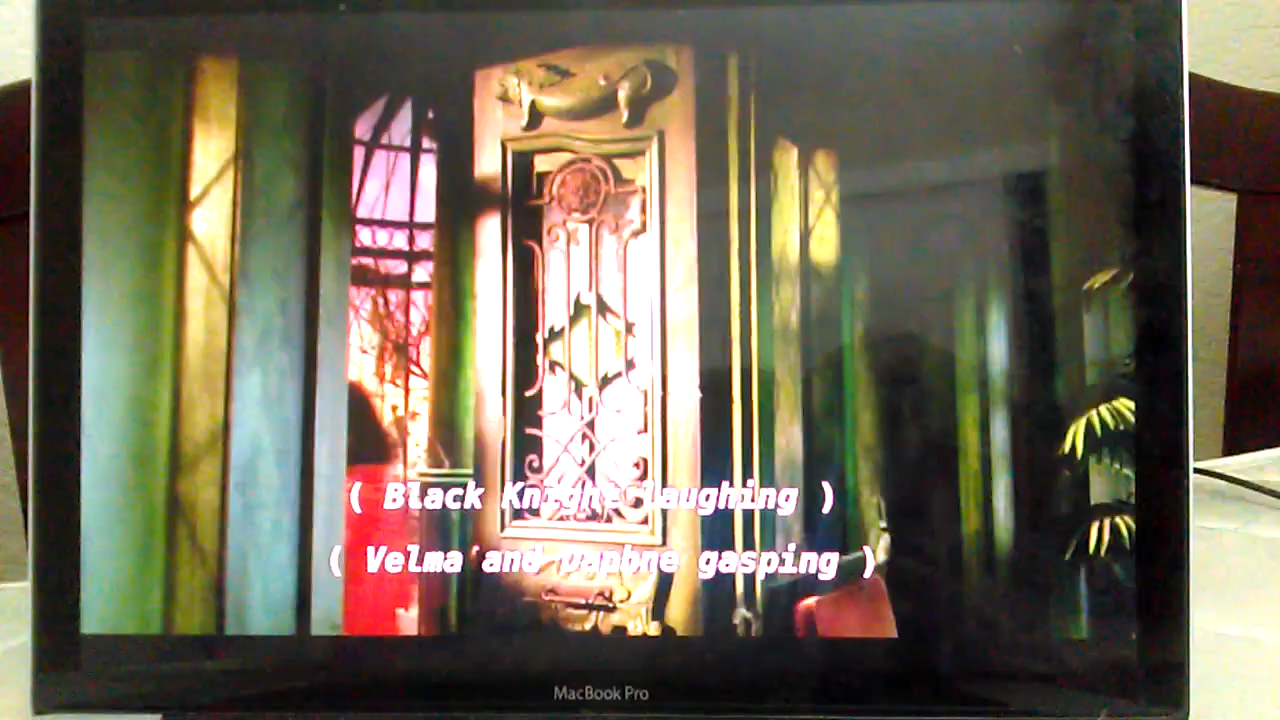 ( Black Knight laughing )
( Velma and Daphne gasping )
MacBook Pro